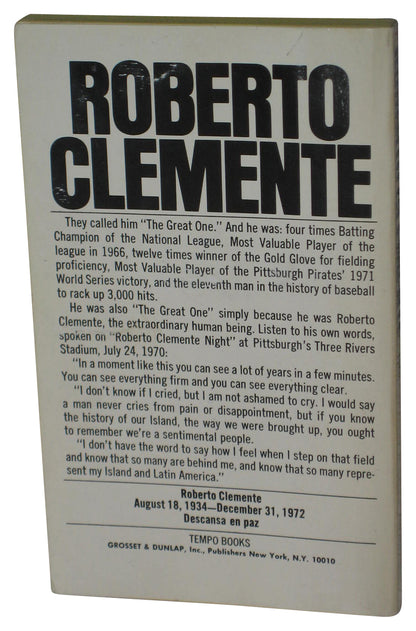 ROBERTO
CLEMENTE
They called him "The Great One." And he was: four times Batting
Champion of the National League, Most Valuable Player of the
league in 1966, twelve times winner of the Gold Glove for fielding
proficiency, Most Valuable Player of the Pittsburgh Pirates' 1971
World Series victory, and the eleventh man in the history of baseball
to rack up 3,000 hits.
He was also "The Great One" simply because he was Roberto
Clemente, the extraordinary human being. Listen to his own words,
spoken on "Roberto Clemente Night" at Pittsburgh's Three Rivers
Stadium, July 24, 1970:
"In a moment like this you can see a lot of years in a few minutes.
You can see everything firm and you can see everything clear.
"I don't know if I cried, but I am not ashamed to cry. I would say
a man never cries from pain or disappointment, but if you know
the history of our Island, the way we were brought up, you ought
to remember we're a sentimental people.
"I don't have the word to say how I feel when I step on that field
and know that so many are behind me, and know that so many repre-
sent my Island and Latin America."
Roberto Clemente
August 18, 1934—December 31, 1972
Descansa en paz
TEMPO BOOKS
GROSSET & DUNLAP, Inc., Publishers New York, N.Y. 10010